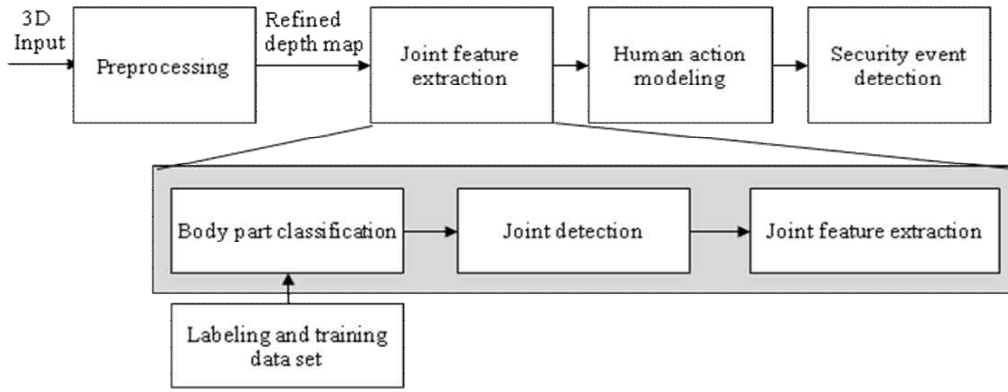 3D
Input
Preprocessing
Refined
depth map
Joint feature
extraction
Human action
modeling
Security event
detection
Body part classification
Joint detection
Joint feature extraction
Labeling and training
data set